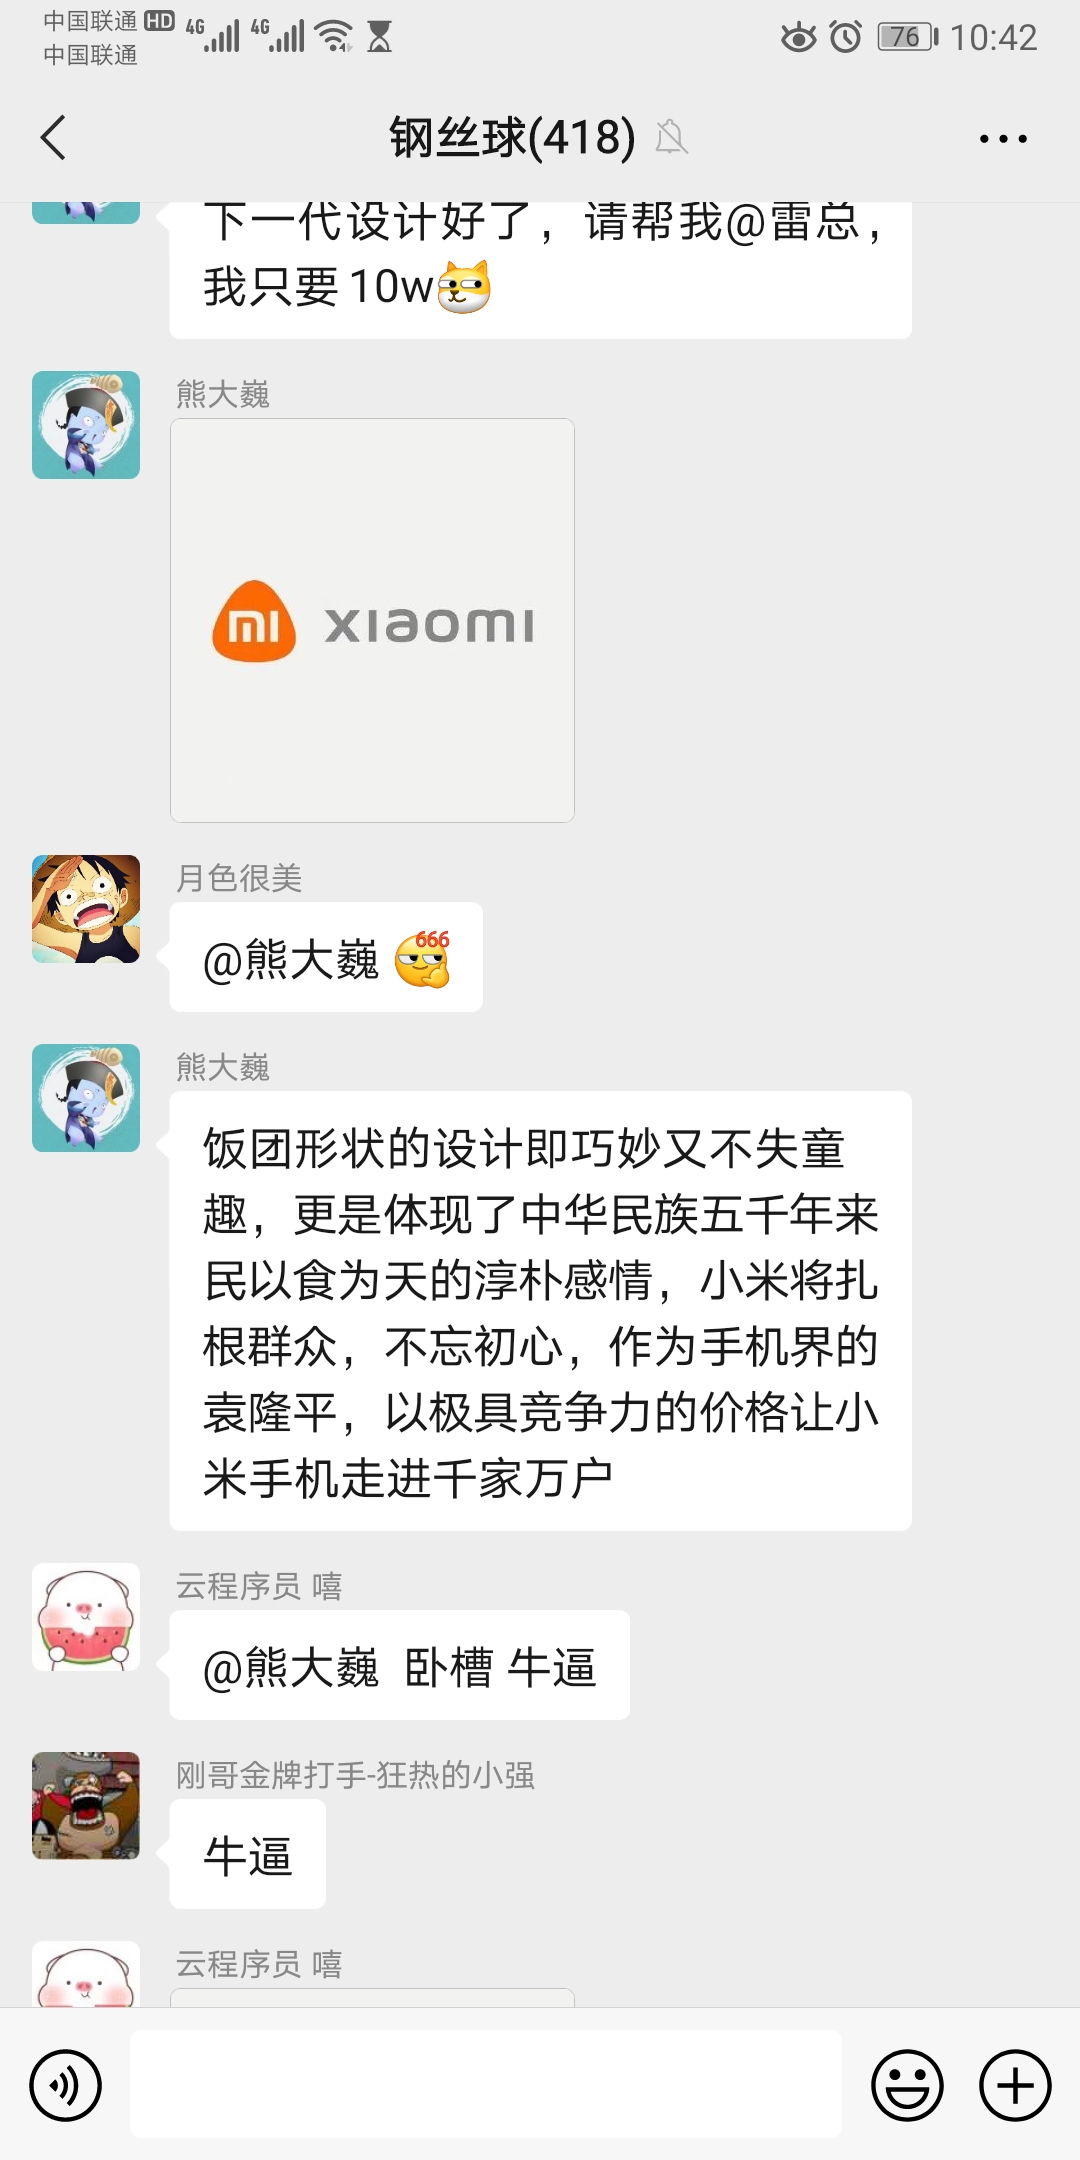 中国联通 HD 4G 4G 76 10:42
中国联通
钢丝球(418)
下一代设计好了，请帮我@雷总，
我只要 10w
熊大巍
mi xiaomi
月色很美
@熊大巍 666
熊大巍
饭团形状的设计即巧妙又不失童
趣，更是体现了中华民族五千年来
民以食为天的淳朴感情，小米将扎
根群众，不忘初心，作为手机界的
袁隆平，以极具竞争力的价格让小
米手机走进千家万户
云程序员 嘻
@熊大巍 卧槽 牛逼
刚哥金牌打手-狂热的小强
牛逼
云程序员 嘻